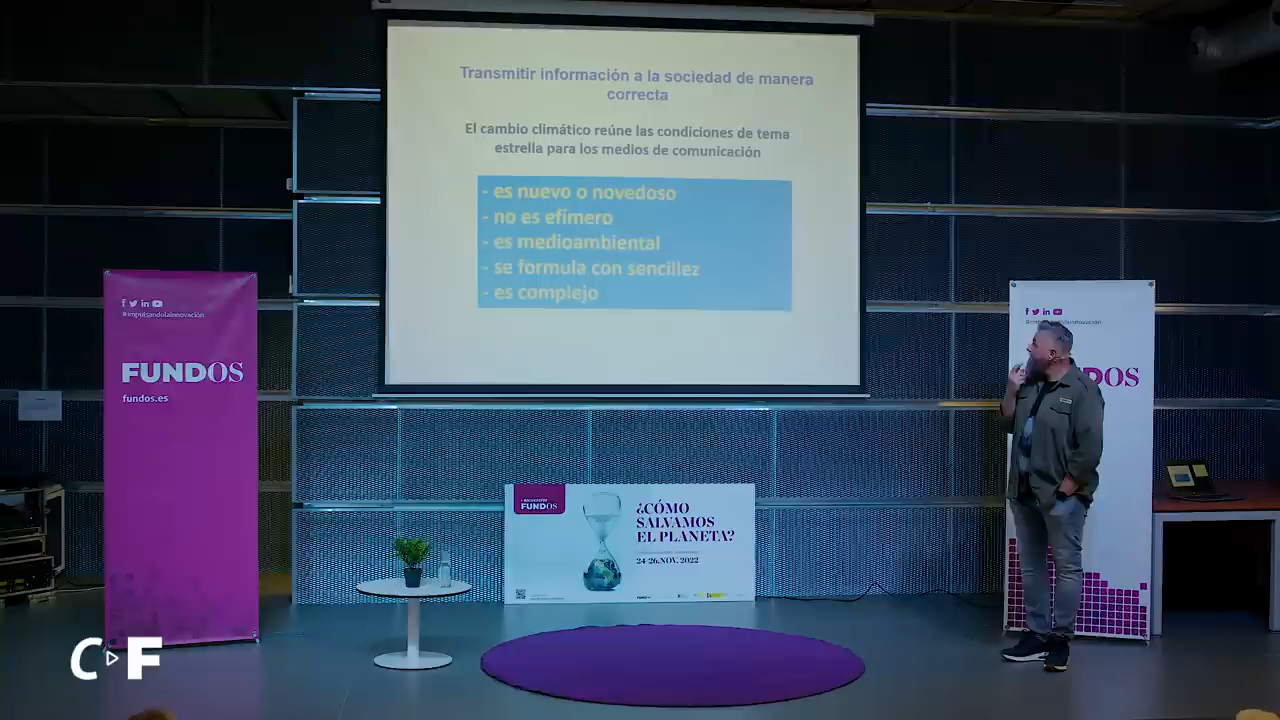 Transmitir información a la sociedad de manera
correcta
El cambio climático reúne las condiciones de tema
estrella para los medios de comunicación
- es nuevo o novedoso
- no es efímero
- es medioambiental
- se formula con sencillez
- es complejo
#impulsandolainnovación
FUNDOS
fundos.es
DOS
FUNDOS
¿CÓMO
SALVAMOS
EL PLANETA?
24-26.NOV.2022
C F